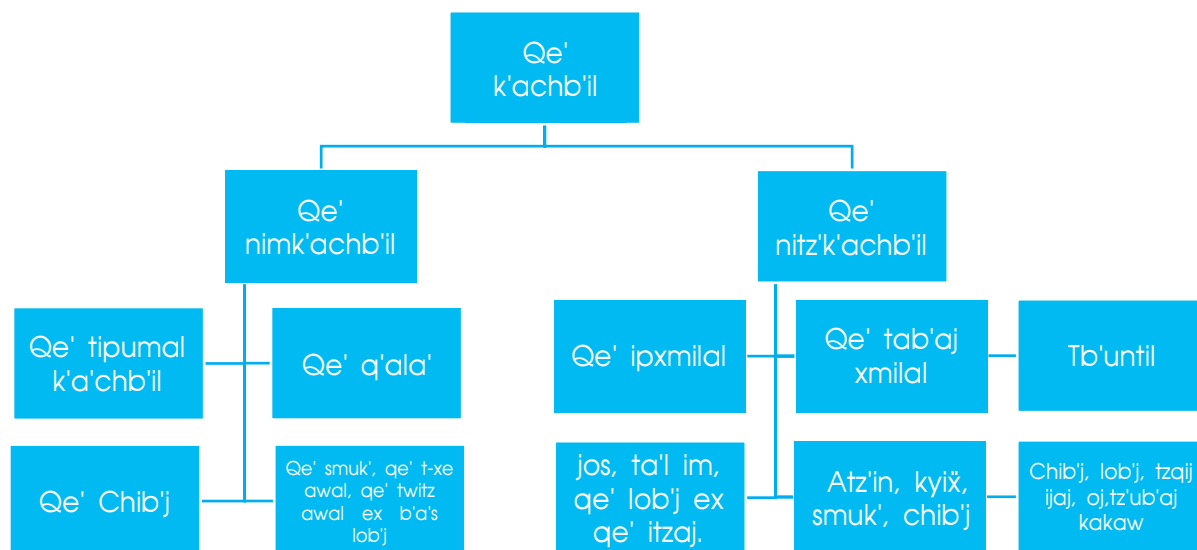 Qe'
k'achb'il
Qe'
nimk'achb'il
Qe'
nitz'k'achb'il
Qe' tipumal
k'a'chb'il
Qe' q'ala'
Qe' ipxmilal
Qe' tab'aj
xmilal
Tb'until
Qe' Chib'j
Qe' smuk', qe' t-xe
awal, qe' twitz
awal ex b'a's
lob'j
jos, ta'l im,
qe' lob'j ex
qe' itzaj.
Atz'in, kyiẍ,
smuk', chib'j
Chib'j, lob'j, tzqij
ijaj, oj,tz'ub'aj
kakaw